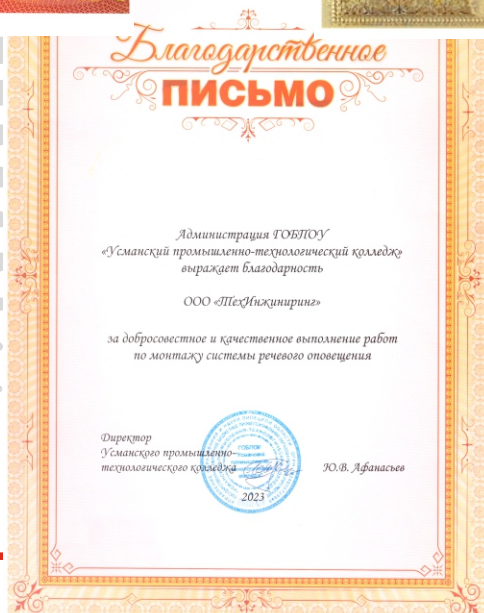 Благодарственное
ПИСЬМО
Администрация ГОБПОУ
«Усманский промышленно-технологический колледж»
выражает благодарность
ООО «ТехИнжиниринг»
за добросовестное и качественное выполнение работ
по монтажу системы речевого оповещения
Директор
Усманского промышленно-
технологического колледжа
Ю.В. Афанасьев
ГОБПОУ
2023